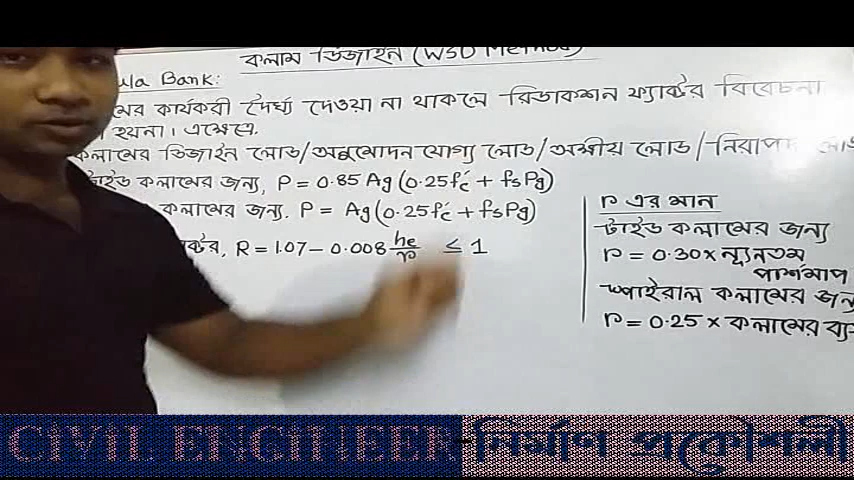 কলাম ডিজাইন (WSD Method)
ula Bank:
মের কার্যকরী দৈর্ঘ্য দেওয়া না থাকলে রিডাকশন ফ্যাক্টর বিবেচনা
হয়না। এক্ষেত্রে.
কলামের ডিজাইন লোড/অনুমোদন যোগ্য লোড/অক্ষীয় লোড/নিরাপদ লোড
টাইড কলামের জন্য, P = 0.85 Ag (0.25f'c + fsPg)
কলামের জন্য. P = Ag (0.25f'c + fsPg)
ক্টর, R = 1.07 – 0.008 he/r ≤ 1
r এর মান
টাইড কলামের জন্য
r = 0.30 × ন্যূনতম
পার্শমাপ
স্পাইরাল কলামের জন্য
r = 0.25 × কলামের ব্যা
CIVIL ENGINEER-নির্মাণ প্রকৌশলী